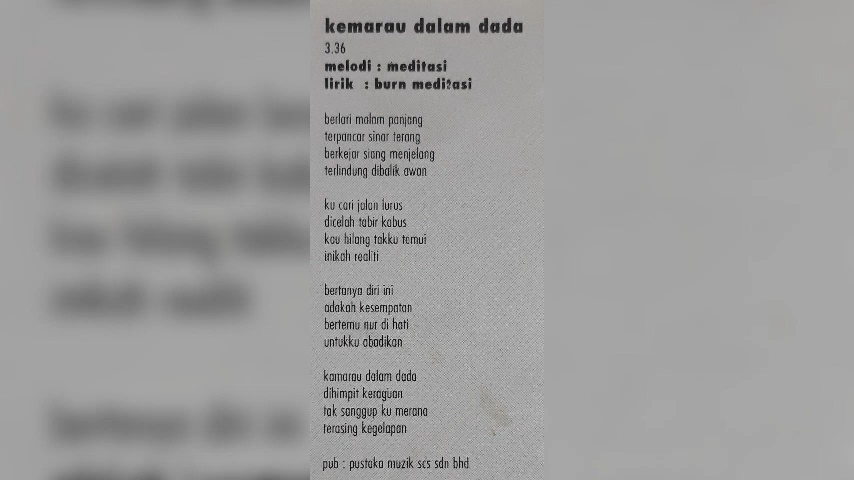 kemarau dalam dada
3.36
melodi : meditasi
lirik : burn meditasi
berlari malam panjang
terpancar sinar terang
berkejar siang menjelang
terlindung dibalik awan
ku cari jalan lurus
dicelah tabir kabus
kau hilang takku temui
inikah realiti
bertanya diri ini
adakah kesempatan
bertemu nur di hati
untukku abadikan
kamarau dalam dada
dihimpit keraguan
tak sanggup ku merana
terasing kegelapan
pub : pustaka muzik scs sdn bhd